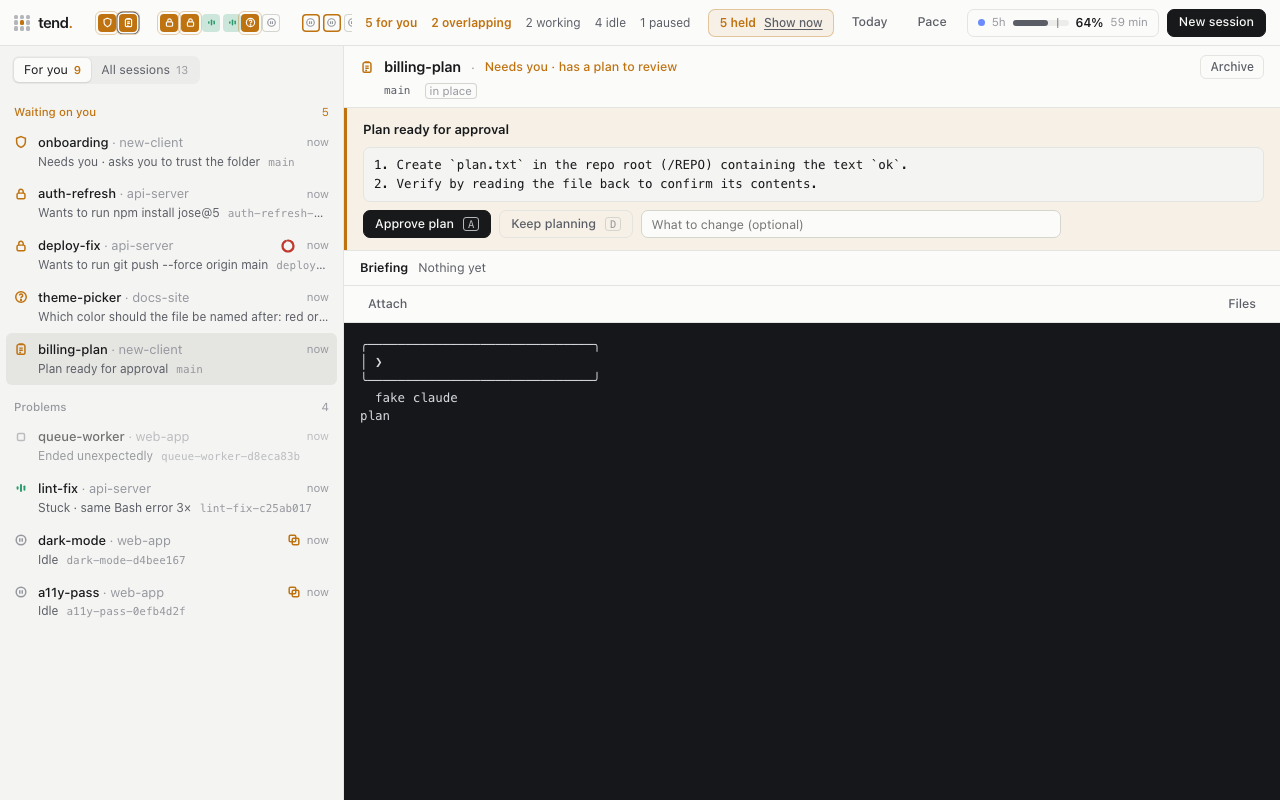 tend.
5 for you 2 overlapping 2 working 4 idle 1 paused
5 held Show now
Today
Pace
5h 64% 59 min
New session
For you 9
All sessions 13
Waiting on you 5
onboarding · new-client now
Needs you · asks you to trust the folder main
auth-refresh · api-server now
Wants to run npm install jose@5 auth-refresh-…
deploy-fix · api-server now
Wants to run git push --force origin main deploy…
theme-picker · docs-site now
Which color should the file be named after: red or…
billing-plan · new-client now
Plan ready for approval main
Problems 4
queue-worker · web-app now
Ended unexpectedly queue-worker-d8eca83b
lint-fix · api-server now
Stuck · same Bash error 3× lint-fix-c25ab017
dark-mode · web-app now
Idle dark-mode-d4bee167
a11y-pass · web-app now
Idle a11y-pass-0efb4d2f
billing-plan · Needs you · has a plan to review
Archive
main in place
Plan ready for approval
1. Create `plan.txt` in the repo root (/REPO) containing the text `ok`.
2. Verify by reading the file back to confirm its contents.
Approve plan A
Keep planning D
What to change (optional)
Briefing Nothing yet
Attach
Files
❯
fake claude
plan